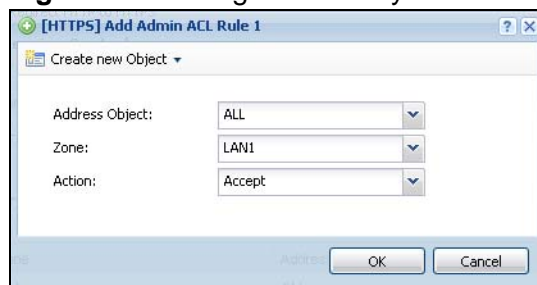 [HTTPS] Add Admin ACL Rule 1
Create new Object
Address Object: ALL
Zone: LAN1
Action: Accept
OK Cancel